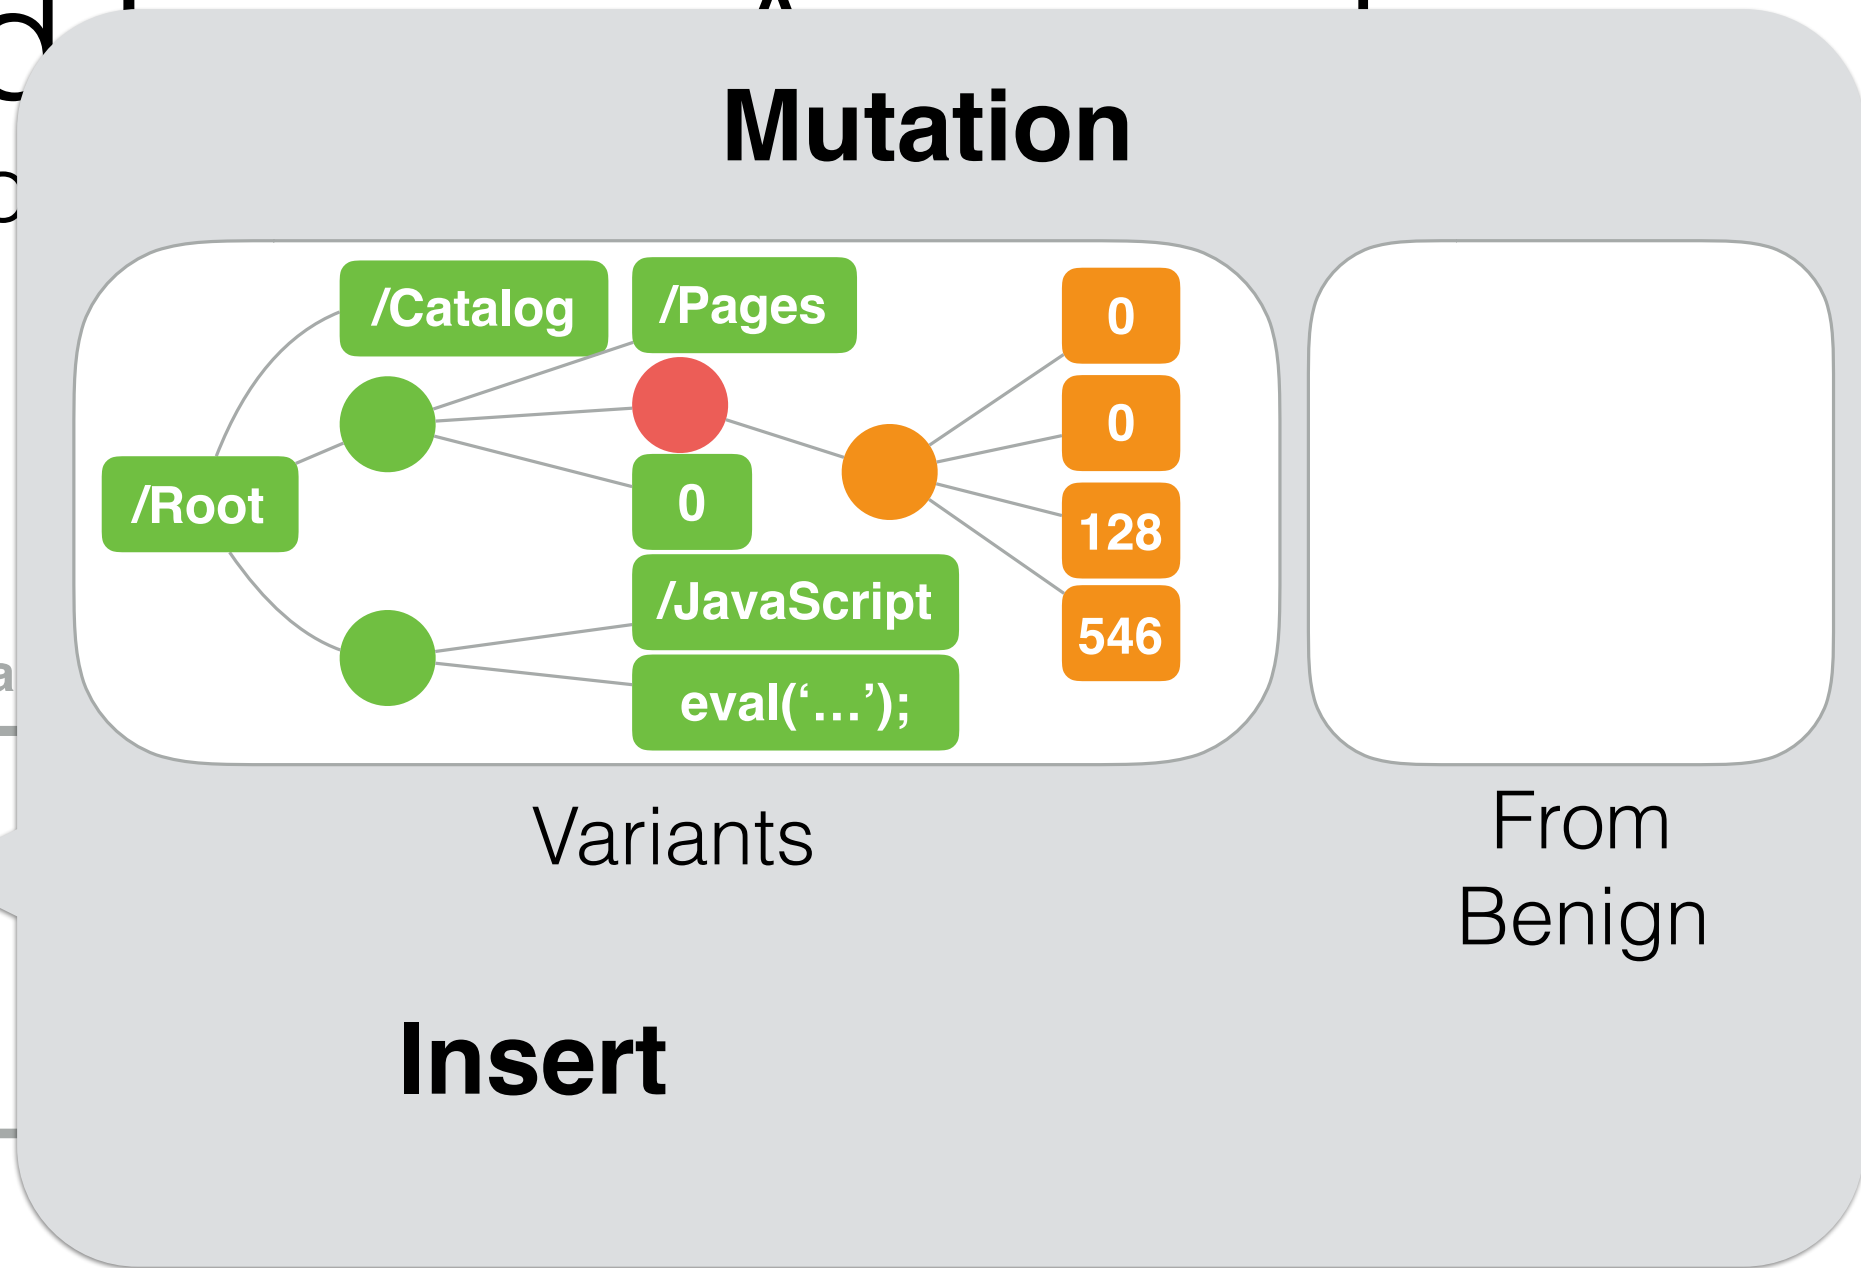 Mutation
/Catalog
/Pages
0
0
/Root
0
128
/JavaScript
546
eval(‘...’);
Variants
From
Benign
Insert